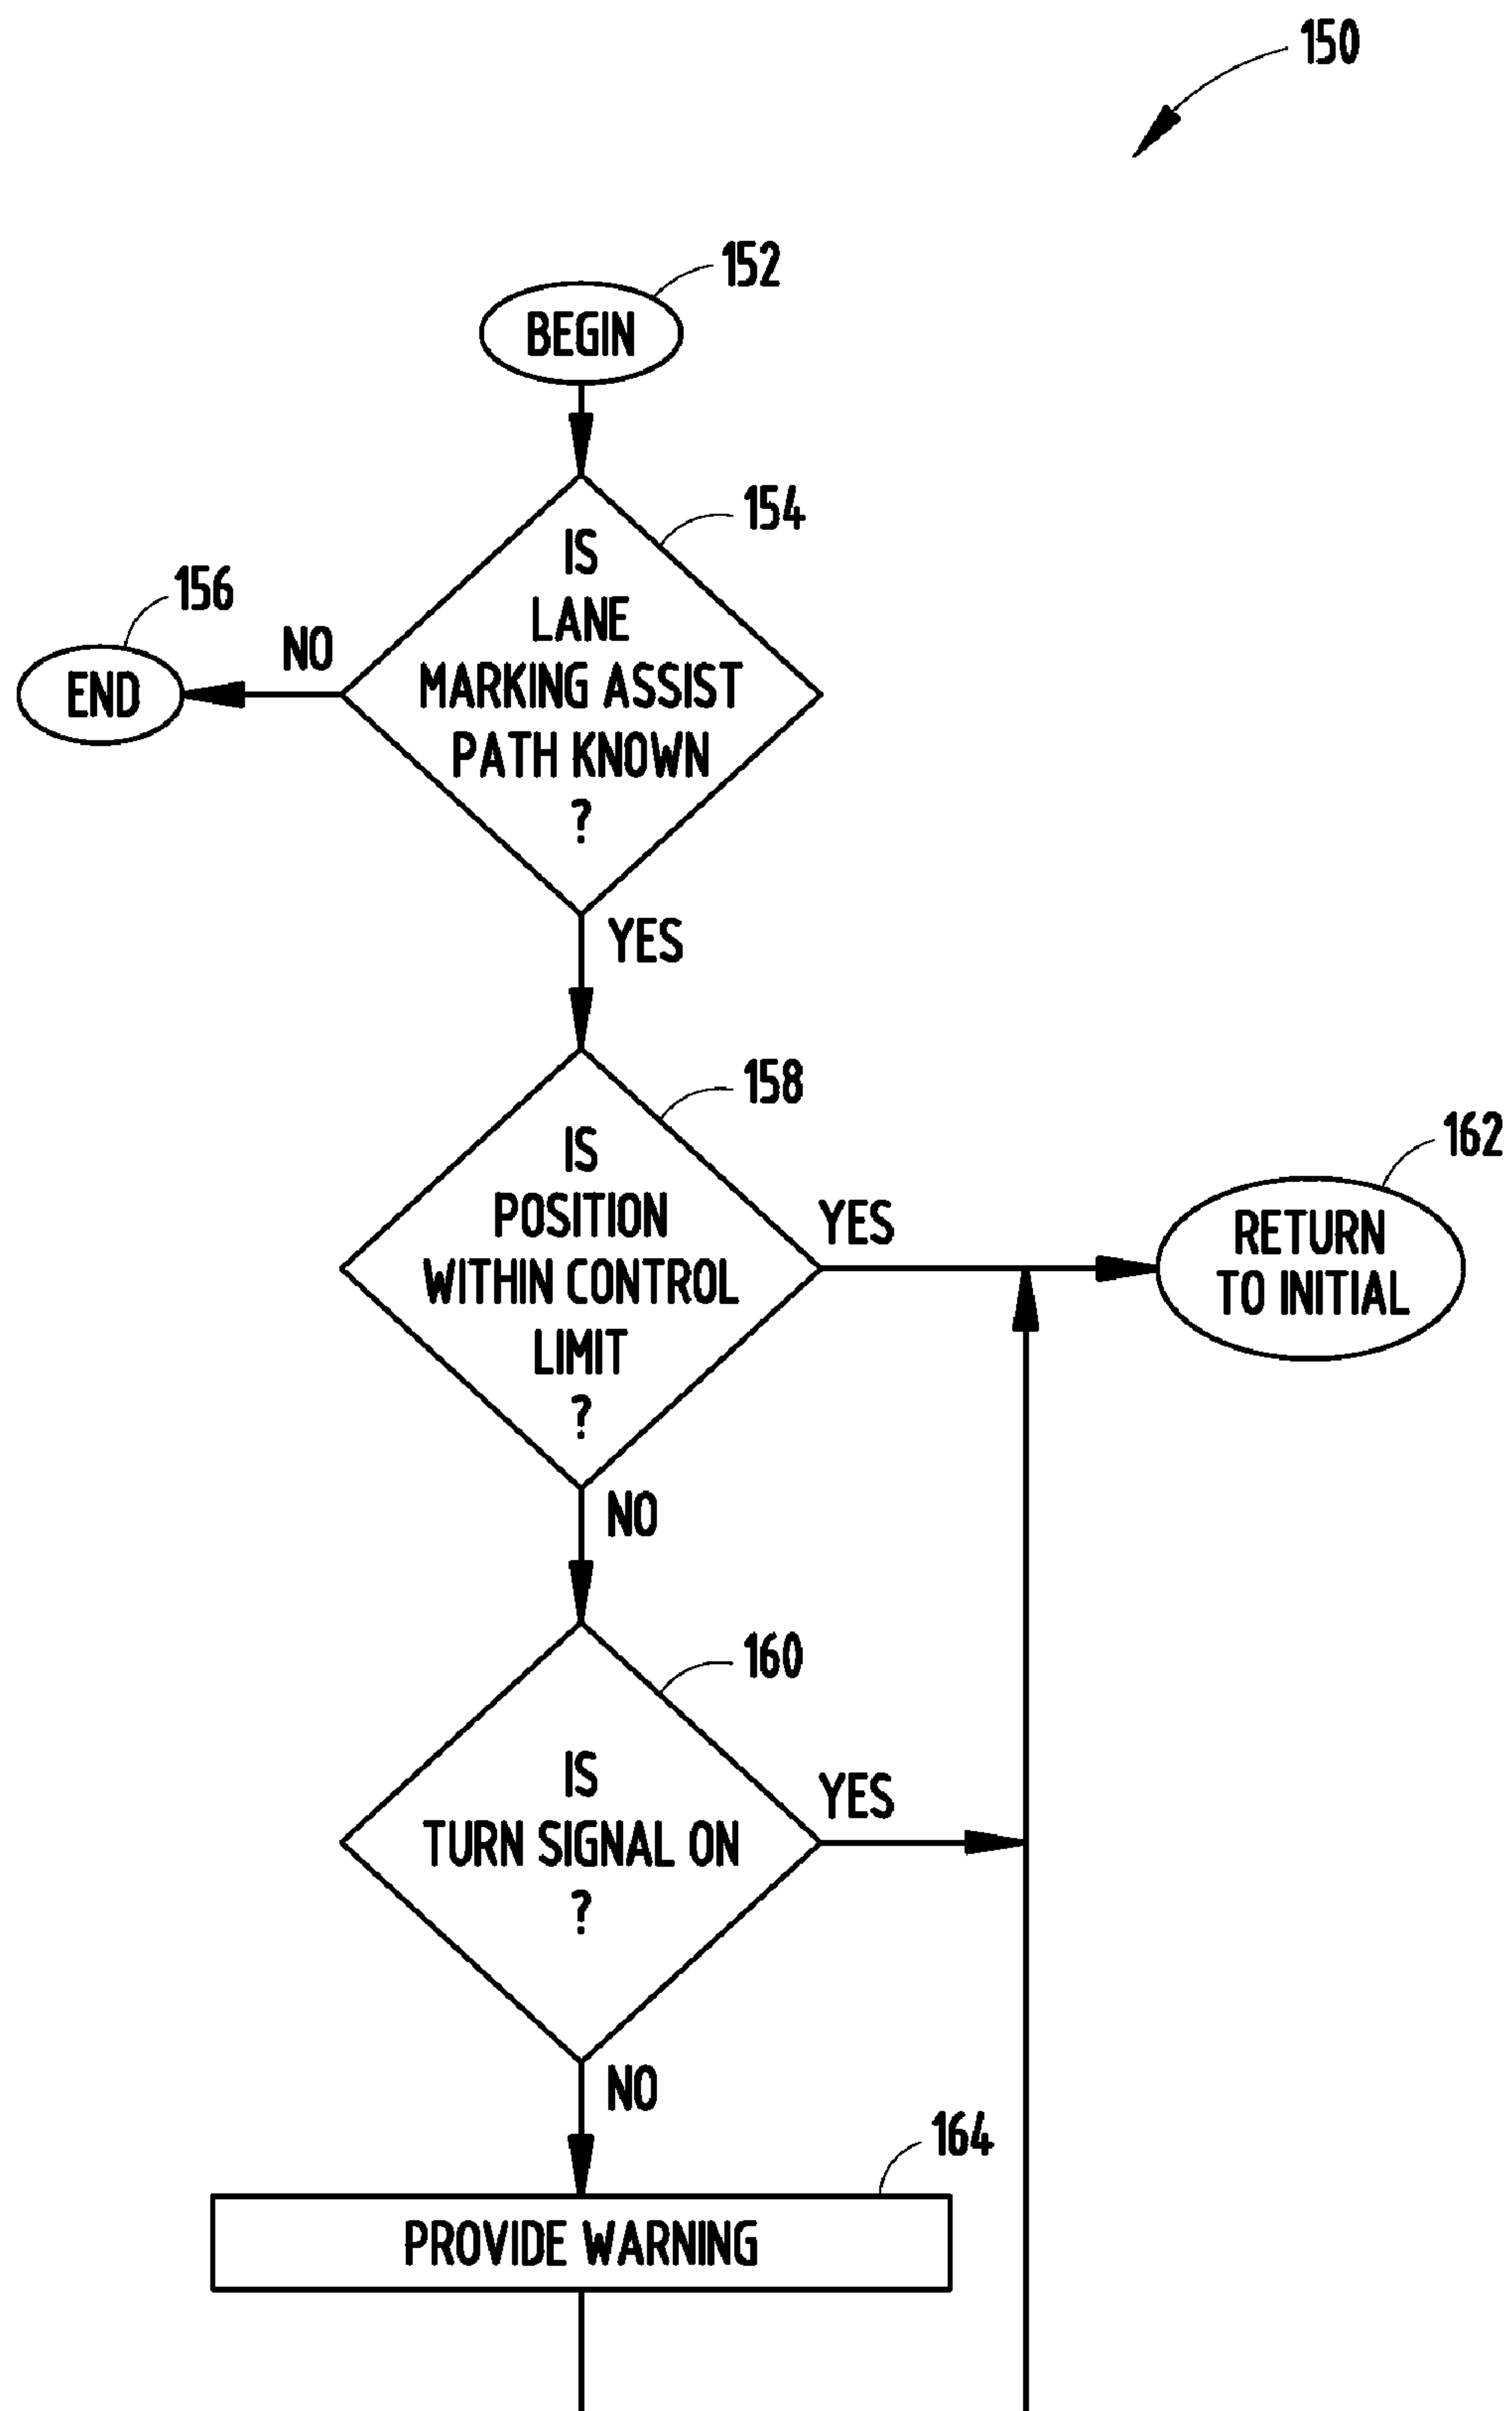 150
152
BEGIN
154
IS
LANE
MARKING ASSIST
PATH KNOWN
?
156
NO
END
YES
158
IS
POSITION
WITHIN CONTROL
LIMIT
?
YES
162
RETURN
TO INITIAL
NO
160
IS
TURN SIGNAL ON
?
YES
NO
164
PROVIDE WARNING